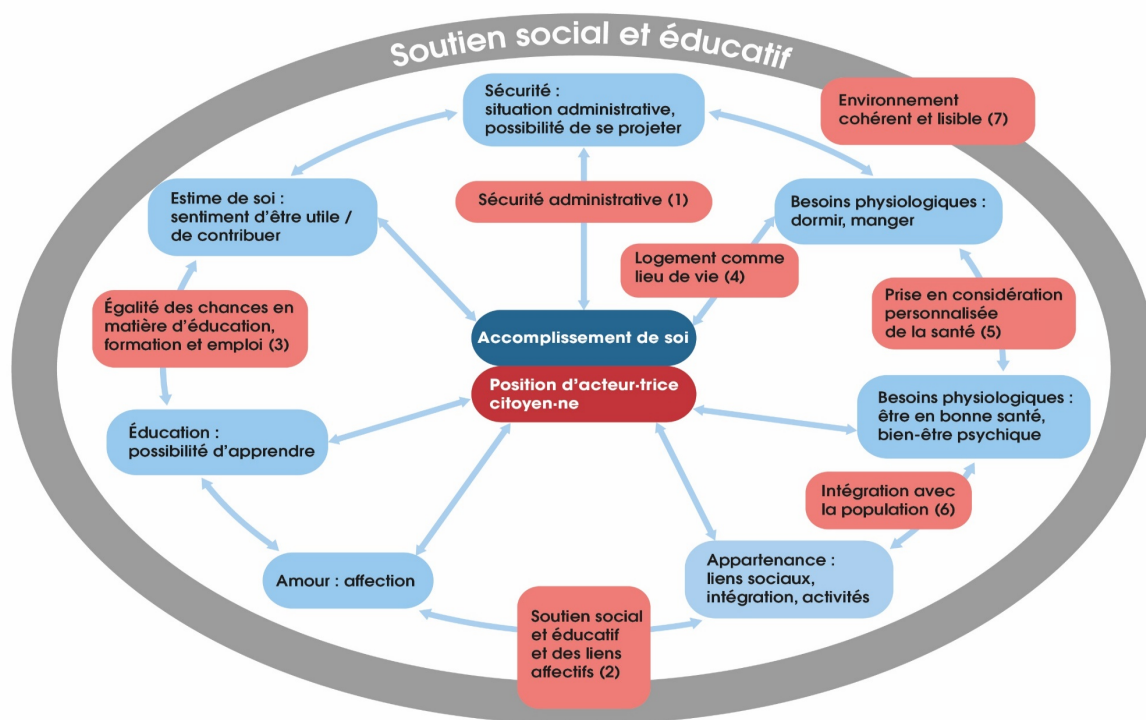 Soutien social et éducatif
Sécurité :
situation administrative,
possibilité de se projeter
Environnement
cohérent et lisible (7)
Estime de soi :
sentiment d'être utile /
de contribuer
Sécurité administrative (1)
Besoins physiologiques :
dormir, manger
Logement comme
lieu de vie (4)
Égalité des chances en
matière d'éducation,
formation et emploi (3)
Prise en considération
personnalisée
de la santé (5)
Accomplissement de soi
Position d'acteur·trice
citoyen·ne
Besoins physiologiques :
être en bonne santé,
bien-être psychique
Éducation :
possibilité d'apprendre
Intégration avec
la population (6)
Amour : affection
Appartenance :
liens sociaux,
intégration, activités
Soutien social
et éducatif
et des liens
affectifs (2)